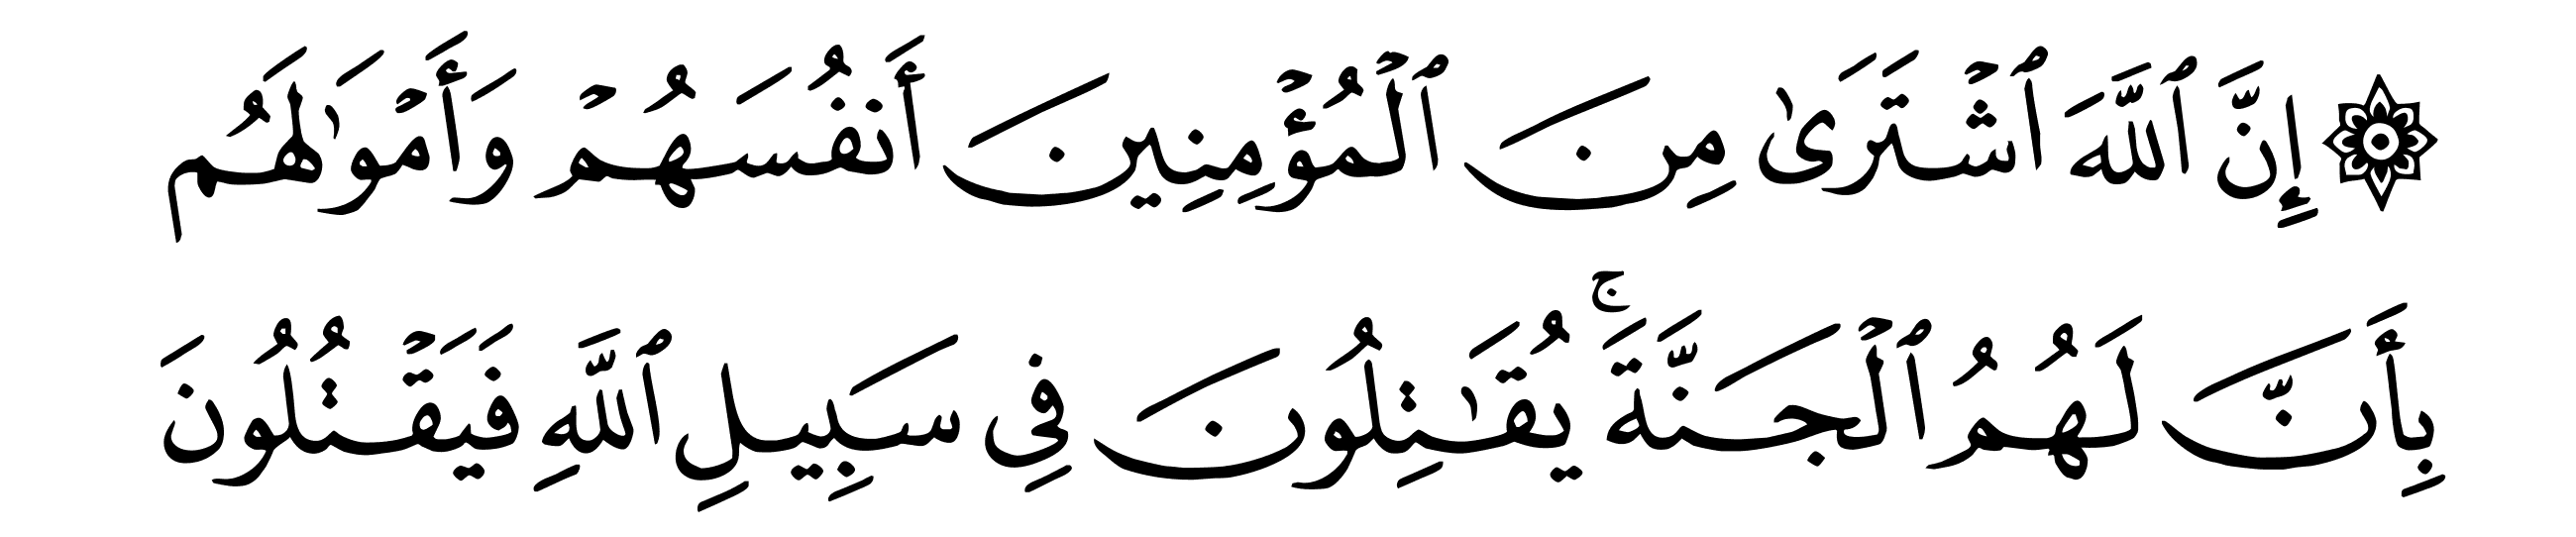 ۞ إِنَّ ٱللَّهَ ٱشۡتَرَىٰ مِنَ ٱلۡمُؤۡمِنِينَ أَنفُسَهُمۡ وَأَمۡوَٰلَهُم
بِأَنَّ لَهُمُ ٱلۡجَنَّةَۚ يُقَٰتِلُونَ فِي سَبِيلِ ٱللَّهِ فَيَقۡتُلُونَ